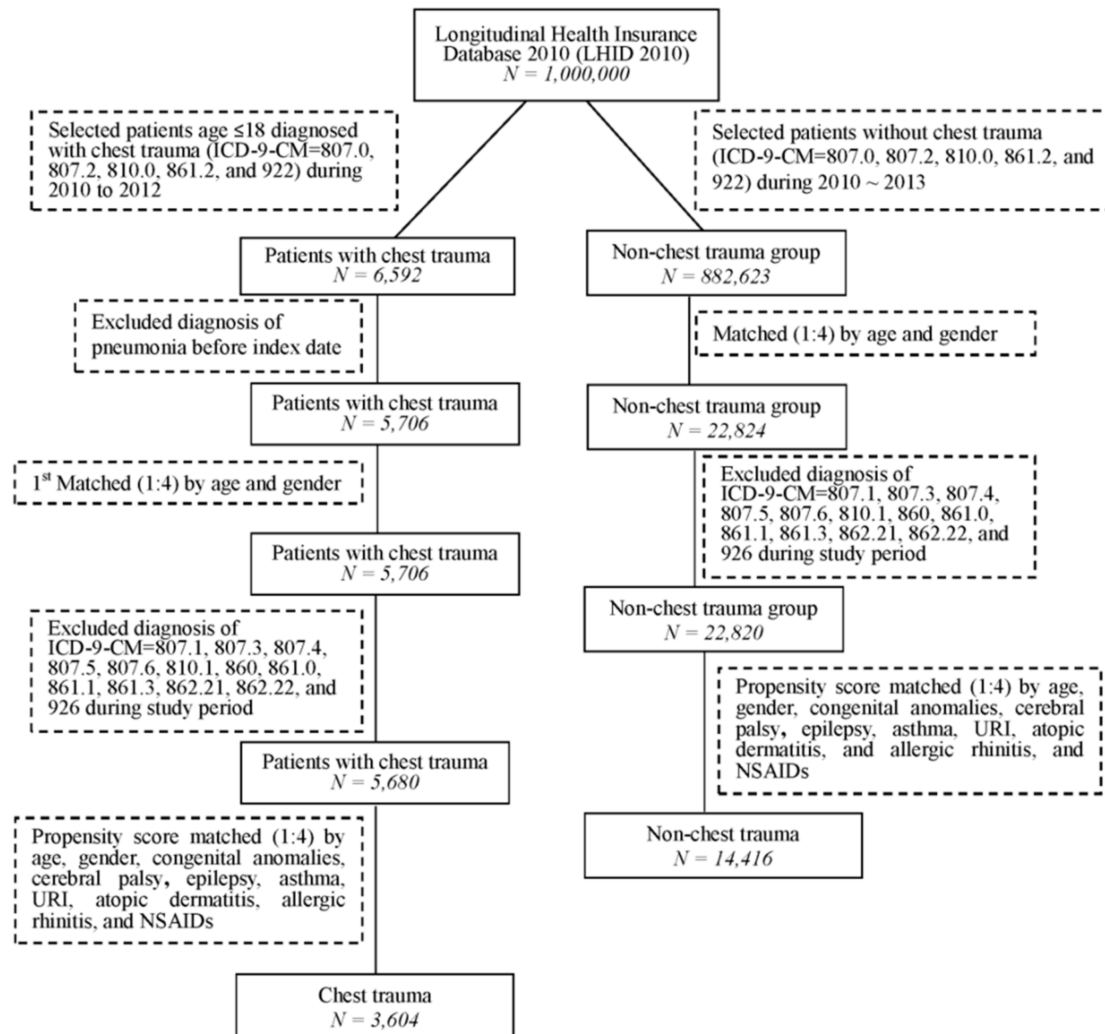 Longitudinal Health Insurance
Database 2010 (LHID 2010)
N = 1,000,000
Selected patients age ≤18 diagnosed
with chest trauma (ICD-9-CM=807.0,
807.2, 810.0, 861.2, and 922) during
2010 to 2012
Selected patients without chest trauma
(ICD-9-CM=807.0, 807.2, 810.0, 861.2, and
922) during 2010 ~ 2013
Patients with chest trauma
N = 6,592
Non-chest trauma group
N = 882,623
Excluded diagnosis of
pneumonia before index date
Matched (1:4) by age and gender
Patients with chest trauma
N = 5,706
Non-chest trauma group
N = 22,824
1st Matched (1:4) by age and gender
Excluded diagnosis of
ICD-9-CM=807.1, 807.3, 807.4,
807.5, 807.6, 810.1, 860, 861.0,
861.1, 861.3, 862.21, 862.22, and
926 during study period
Patients with chest trauma
N = 5,706
Non-chest trauma group
N = 22,820
Excluded diagnosis of
ICD-9-CM=807.1, 807.3, 807.4,
807.5, 807.6, 810.1, 860, 861.0,
861.1, 861.3, 862.21, 862.22, and
926 during study period
Propensity score matched (1:4) by age,
gender, congenital anomalies, cerebral
palsy, epilepsy, asthma, URI, atopic
dermatitis, and allergic rhinitis, and
NSAIDs
Patients with chest trauma
N = 5,680
Non-chest trauma
N = 14,416
Propensity score matched (1:4) by
age, gender, congenital anomalies,
cerebral palsy, epilepsy, asthma,
URI, atopic dermatitis, allergic
rhinitis, and NSAIDs
Chest trauma
N = 3,604